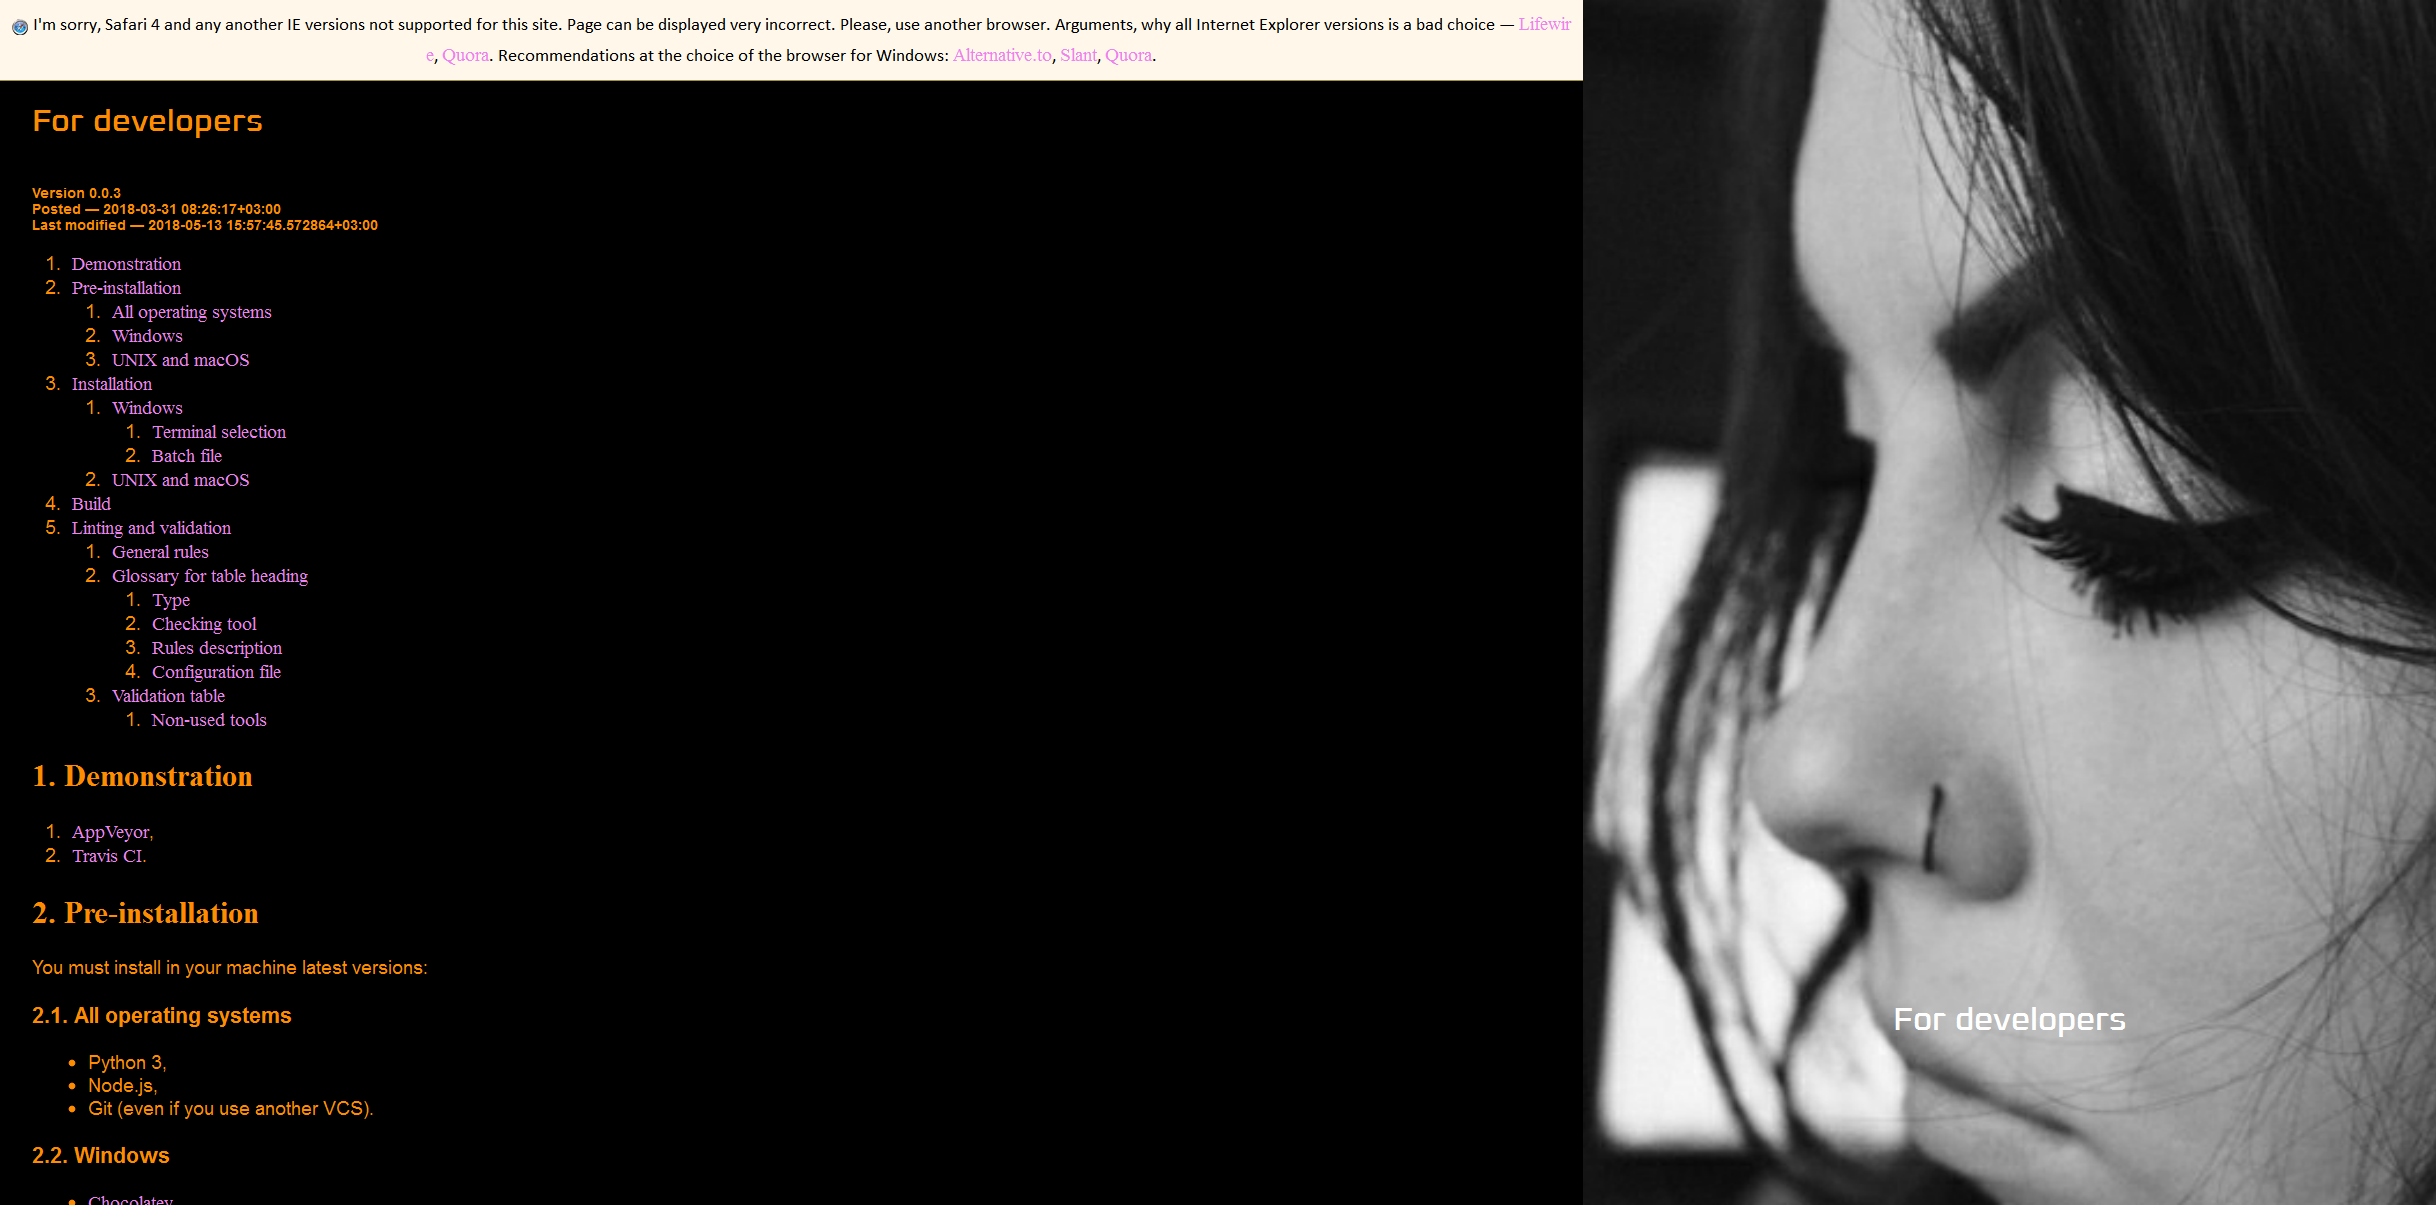 I'm sorry, Safari 4 and any another IE versions not supported for this site. Page can be displayed very incorrect. Please, use another browser. Arguments, why all Internet Explorer versions is a bad choice — Lifewir
e, Quora. Recommendations at the choice of the browser for Windows: Alternative.to, Slant, Quora.
For developers
Version 0.0.3
Posted — 2018-03-31 08:26:17+03:00
Last modified — 2018-05-13 15:57:45.572864+03:00
1. Demonstration
2. Pre-installation
1. All operating systems
2. Windows
3. UNIX and macOS
3. Installation
1. Windows
1. Terminal selection
2. Batch file
2. UNIX and macOS
4. Build
5. Linting and validation
1. General rules
2. Glossary for table heading
1. Type
2. Checking tool
3. Rules description
4. Configuration file
3. Validation table
1. Non-used tools
1. Demonstration
1. AppVeyor,
2. Travis CI.
2. Pre-installation
You must install in your machine latest versions:
2.1. All operating systems
• Python 3,
• Node.js,
• Git (even if you use another VCS).
2.2. Windows
• Chocolatey
For developers